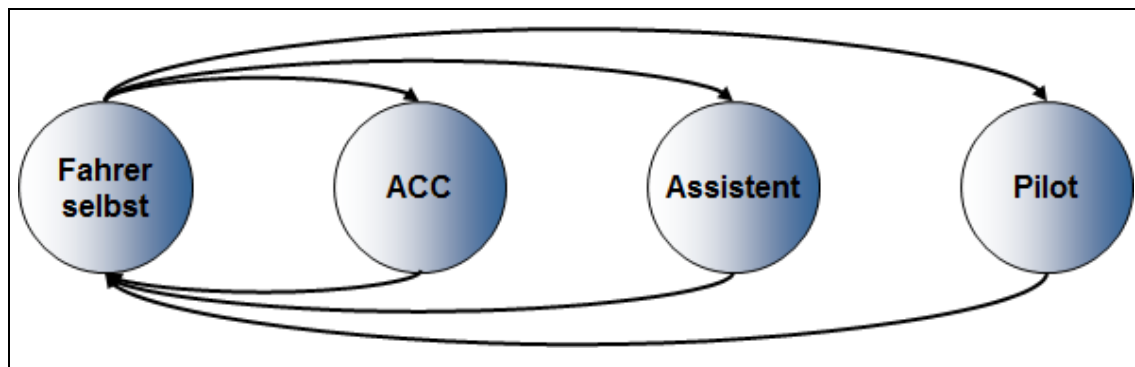 Fahrer
selbst
ACC
Assistent
Pilot